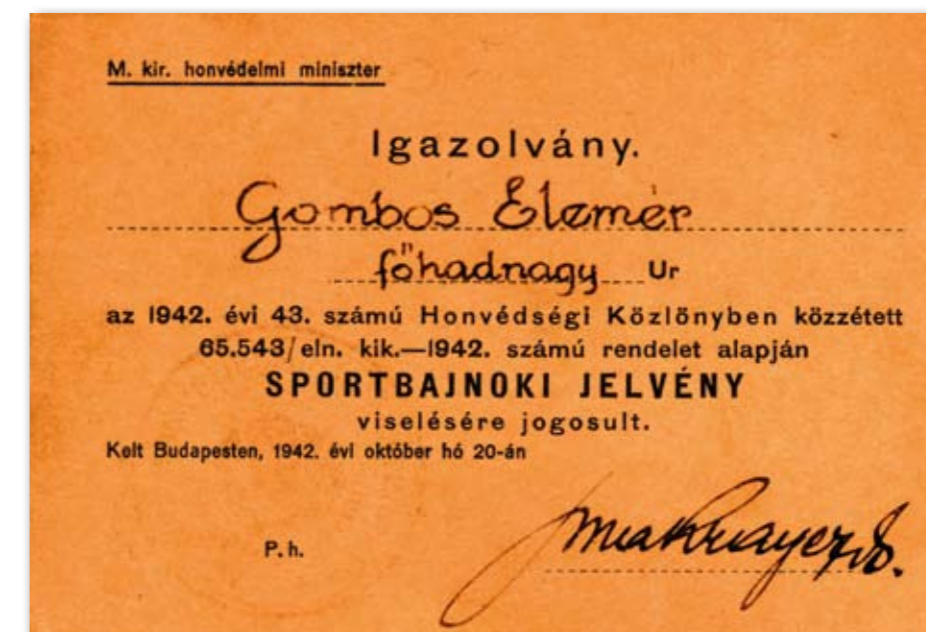 M. kir. honvédelmi miniszter
Igazolvány.
Gombos Elemér
főhadnagy Ur
az 1942. évi 43. számú Honvédségi Közlönyben közzétett
65.543/eln. kik.—1942. számú rendelet alapján
SPORTBAJNOKI JELVÉNY
viselésére jogosult.
Kelt Budapesten, 1942. évi október hó 20-án
P. h.